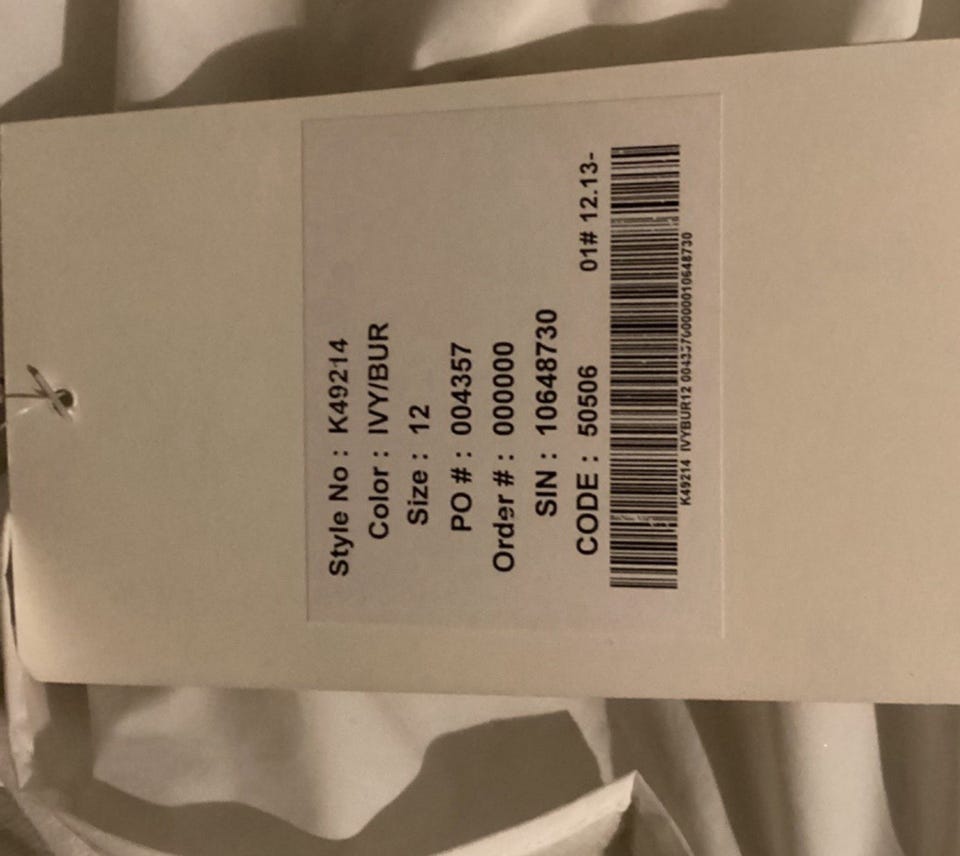 Style No : K49214
Color : IVY/BUR
Size : 12
PO # : 004357
Order # : 000000
SIN : 10648730
CODE : 50506 01# 12.13-
K49214 IVYBUR12 00435700000010648730